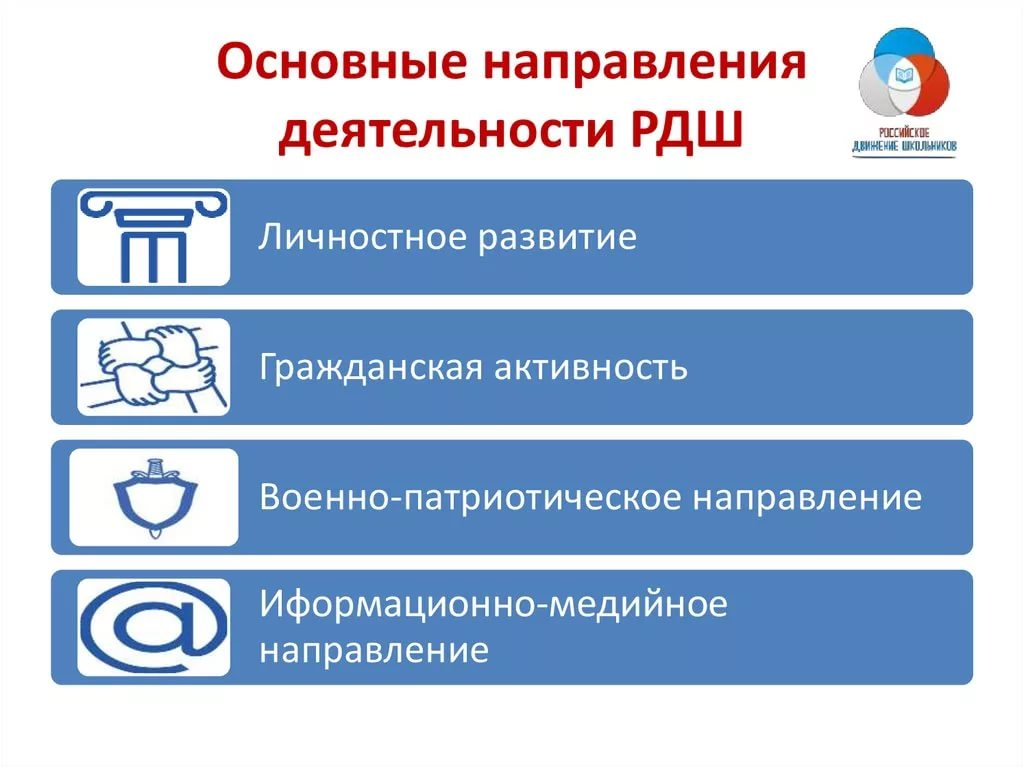 Основные направления
деятельности РДШ
РОССИЙСКОЕ
ДВИЖЕНИЕ ШКОЛЬНИКОВ
Личностное развитие
Гражданская активность
Военно-патриотическое направление
@
Иформационно-медийное
направление